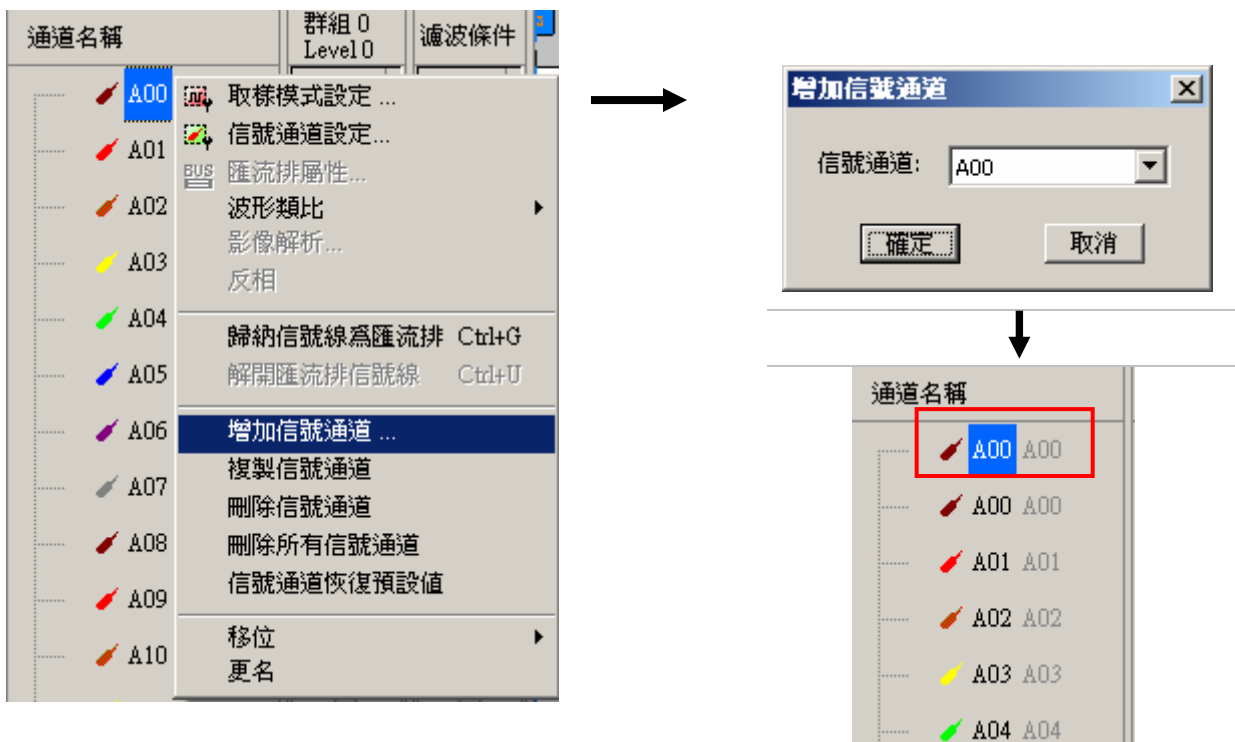 通道名稱
群組 0
Level 0
濾波條件
A00
A01
A02
A03
A04
A05
A06
A07
A08
A09
A10
取樣模式設定 ...
信號通道設定...
BUS 匯流排屬性...
波形類比
影像解析...
反相
歸納信號線為匯流排 Ctrl+G
解開匯流排信號線 Ctrl+U
增加信號通道 ...
複製信號通道
刪除信號通道
刪除所有信號通道
信號通道恢復預設值
移位
更名
增加信號通道
信號通道: A00
確定 取消
通道名稱
A00 A00
A00 A00
A01 A01
A02 A02
A03 A03
A04 A04